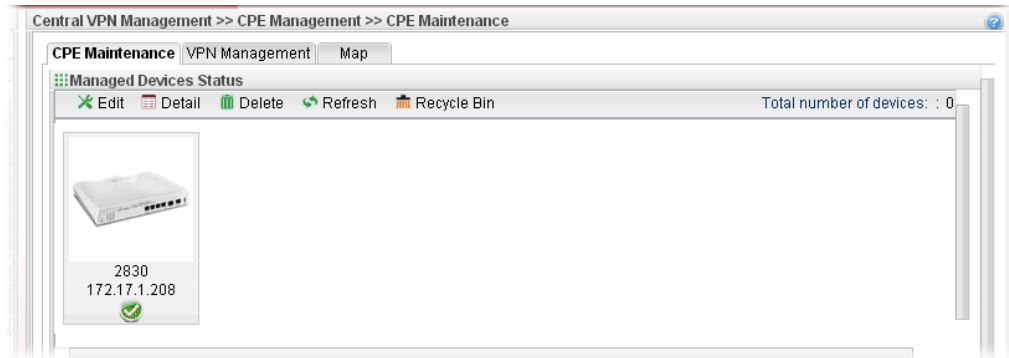 Central VPN Management >> CPE Management >> CPE Maintenance
CPE Maintenance VPN Management Map
Managed Devices Status
Edit Detail Delete Refresh Recycle Bin Total number of devices: : 0
2830
172.17.1.208